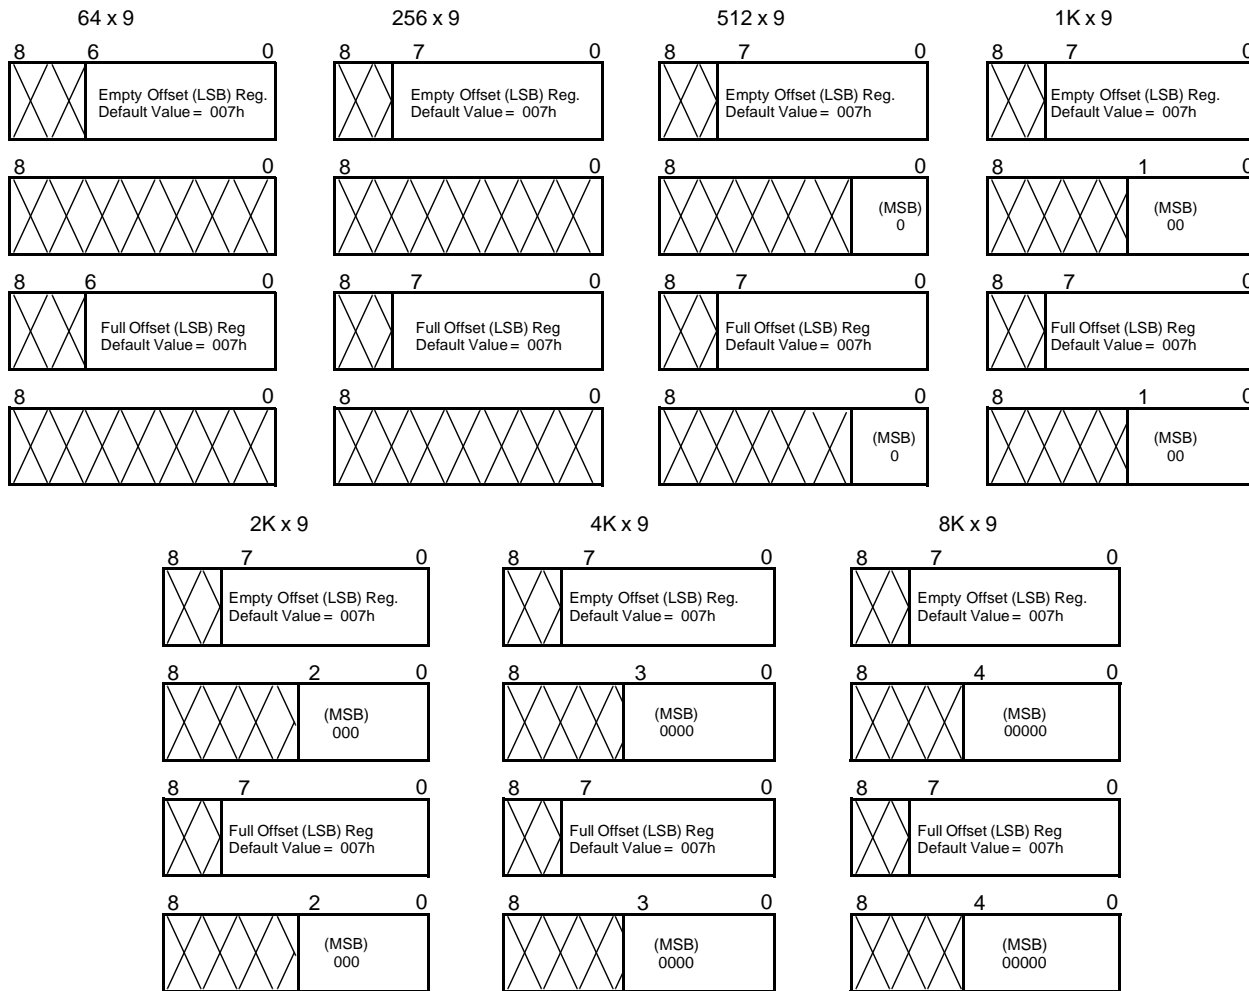 64 x 9 256 x 9 512 x 9 1K x 9
8 6 0 8 7 0 8 7 0 8 7 0
Empty Offset (LSB) Reg. Empty Offset (LSB) Reg. Empty Offset (LSB) Reg. Empty Offset (LSB) Reg.
Default Value = 007h Default Value = 007h Default Value = 007h Default Value = 007h
8 0 8 0 8 0 8 1 0
(MSB) (MSB)
0 00
8 6 0 8 7 0 8 7 0 8 7 0
Full Offset (LSB) Reg Full Offset (LSB) Reg Full Offset (LSB) Reg Full Offset (LSB) Reg
Default Value = 007h Default Value = 007h Default Value = 007h Default Value = 007h
8 0 8 0 8 0 8 1 0
(MSB) (MSB)
0 00
2K x 9 4K x 9 8K x 9
8 7 0 8 7 0 8 7 0
Empty Offset (LSB) Reg. Empty Offset (LSB) Reg. Empty Offset (LSB) Reg.
Default Value = 007h Default Value = 007h Default Value = 007h
8 2 0 8 3 0 8 4 0
(MSB) (MSB) (MSB)
000 0000 00000
8 7 0 8 7 0 8 7 0
Full Offset (LSB) Reg Full Offset (LSB) Reg Full Offset (LSB) Reg
Default Value = 007h Default Value = 007h Default Value = 007h
8 2 0 8 3 0 8 4 0
(MSB) (MSB) (MSB)
000 0000 00000